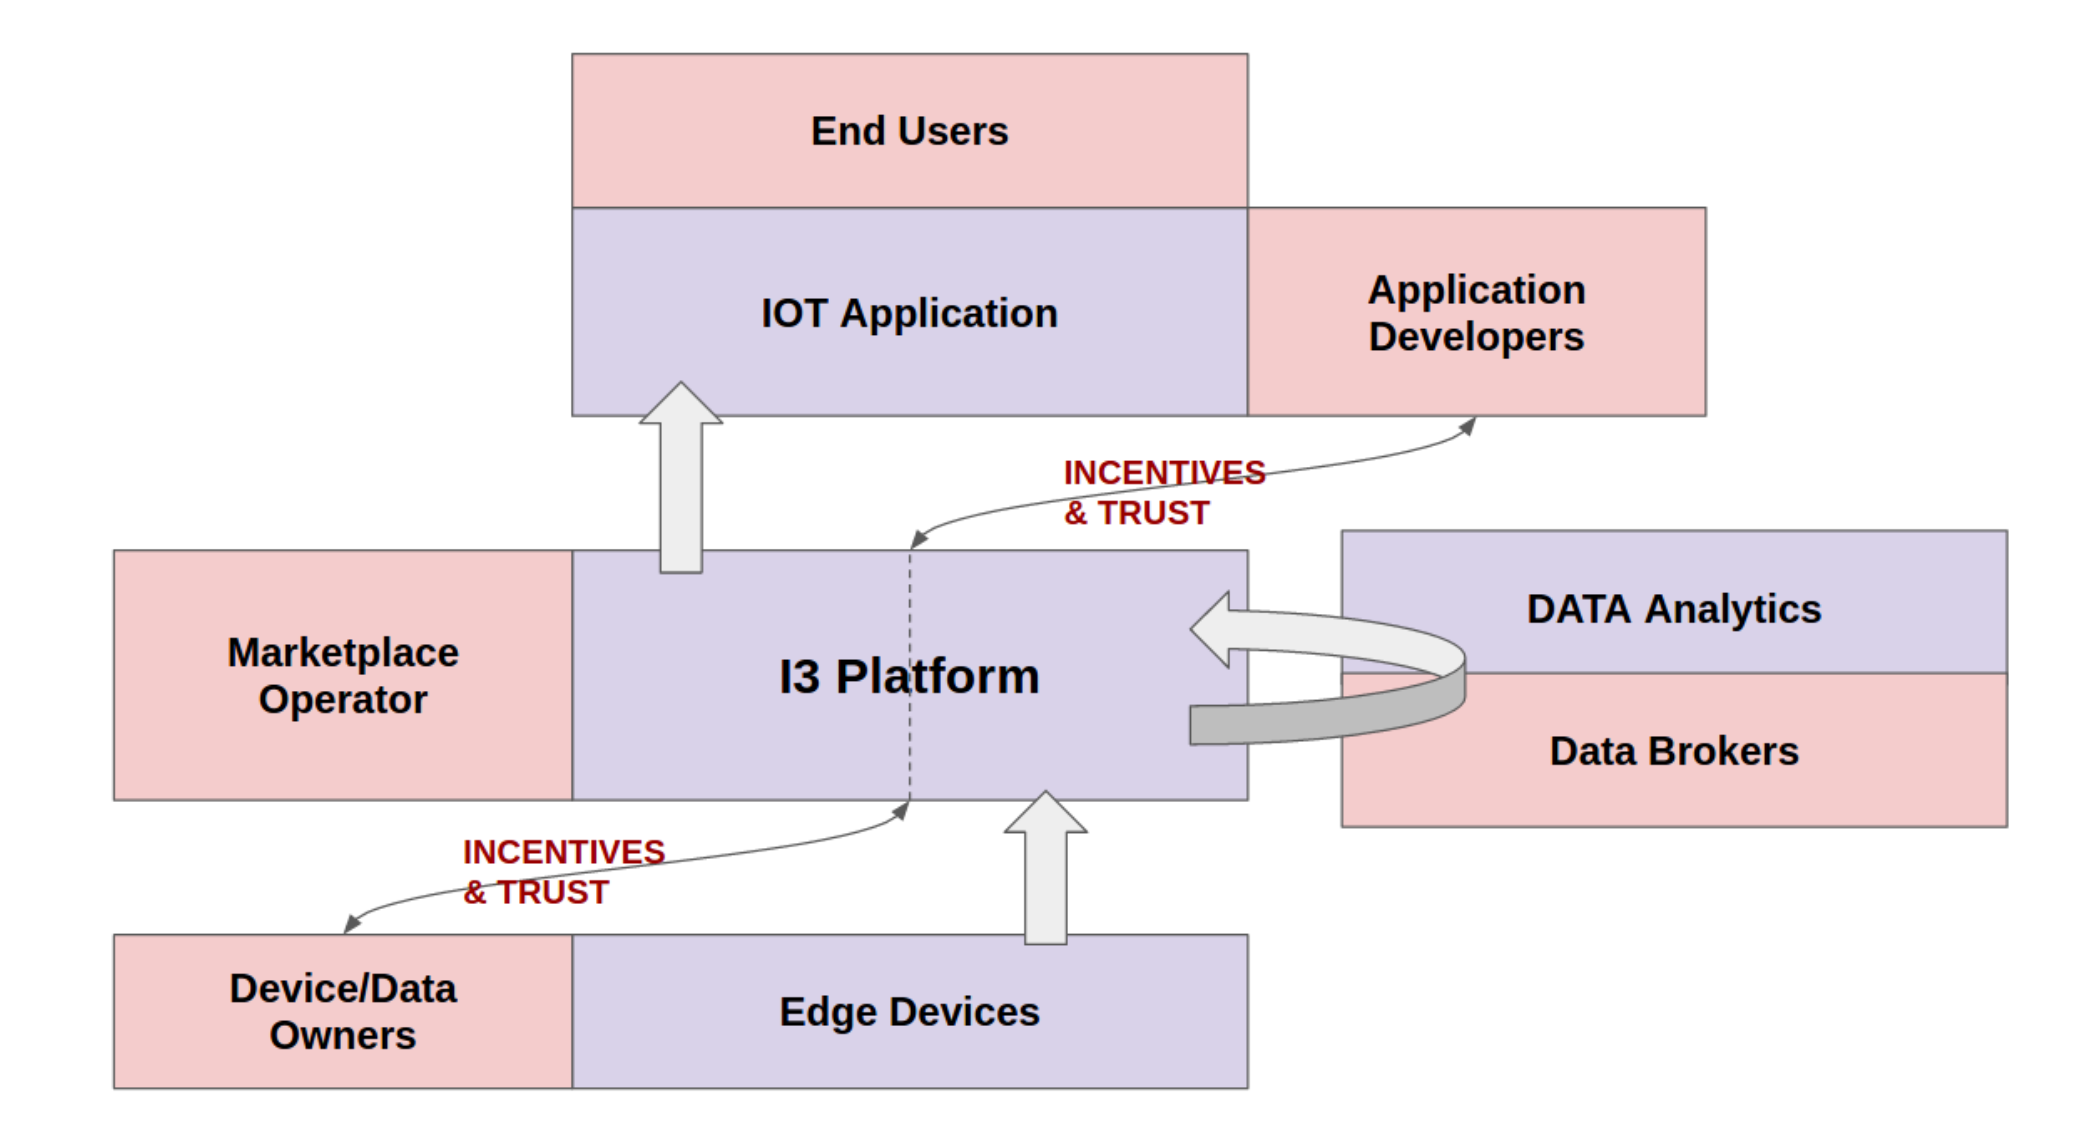 End Users
IOT Application
Application
Developers
INCENTIVES
& TRUST
Marketplace
Operator
I3 Platform
DATA Analytics
Data Brokers
INCENTIVES
& TRUST
Device/Data
Owners
Edge Devices